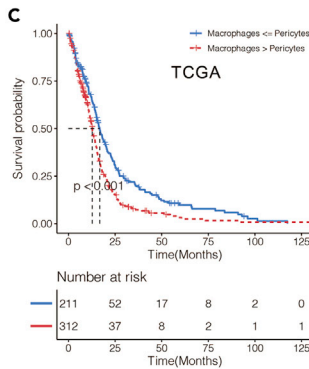 C
Macrophages <= Pericytes
Macrophages > Pericytes
TCGA
Survival probability
1.00
0.75
0.50
0.25
0.00
p <0.001
0 25 50 75 100 125
Time(Months)
Number at risk
211 52 17 8 2 0
312 37 8 2 1 1
0 25 50 75 100 125
Time(Months)